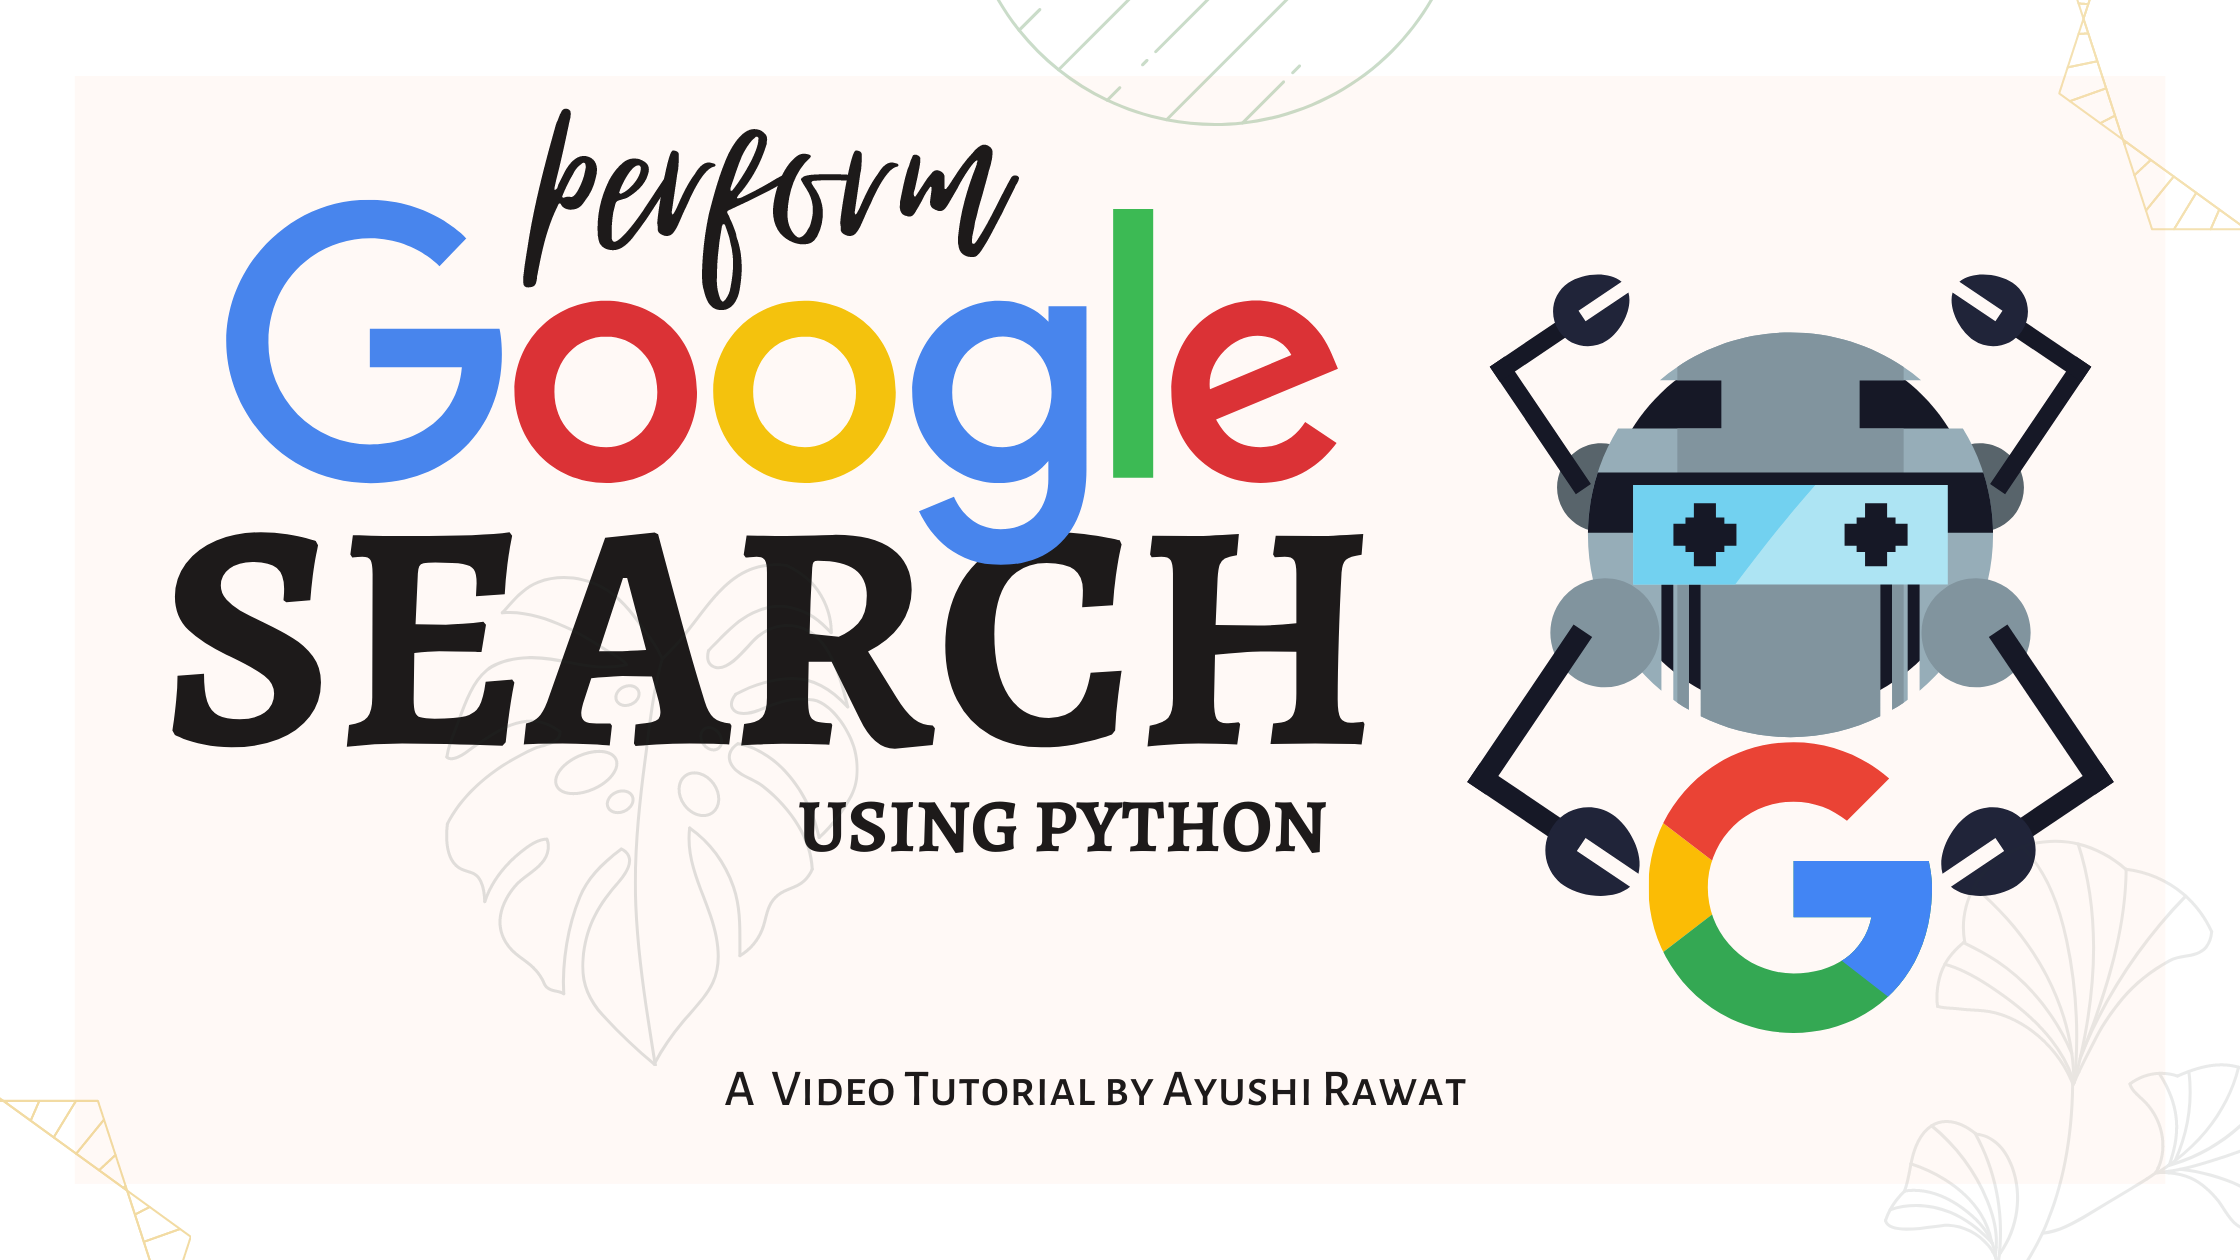 perform
Google
SEARCH
USING PYTHON
G
A Video Tutorial by Ayushi Rawat